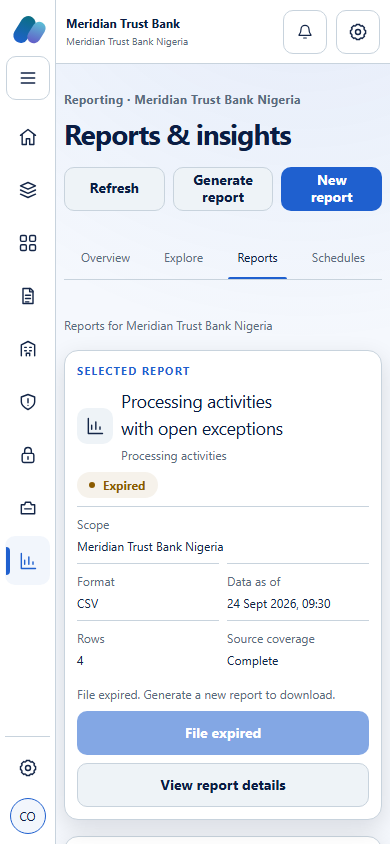 Meridian Trust Bank
Meridian Trust Bank Nigeria
Reporting · Meridian Trust Bank Nigeria
Reports & insights
Refresh
Generate
report
New
report
Overview
Explore
Reports
Schedules
Reports for Meridian Trust Bank Nigeria
SELECTED REPORT
Processing activities
with open exceptions
Processing activities
Expired
Scope
Meridian Trust Bank Nigeria
Format
Data as of
CSV
24 Sept 2026, 09:30
Rows
Source coverage
4
Complete
File expired. Generate a new report to download.
File expired
View report details
CO